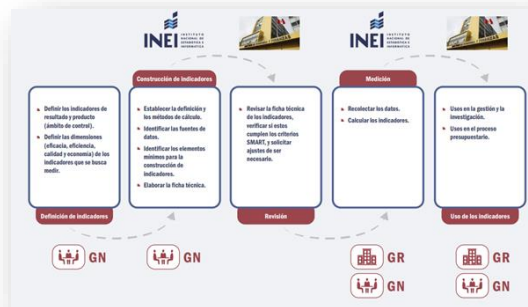 INEI
INSTITUTO
NACIONAL DE
ESTADÍSTICA E
INFORMÁTICA
INEI
INSTITUTO
NACIONAL DE
ESTADÍSTICA E
INFORMÁTICA
Construcción de indicadores
Medición
Definir los indicadores de
resultado y producto
(ámbito de control).
Definir las dimensiones
(eficacia, eficiencia,
calidad y economía) de los
indicadores que se busca
medir.
Definición de indicadores
Establecer la definición y
los métodos de cálculo.
Identificar las fuentes de
datos.
Identificar los elementos
mínimos para la
construcción de
indicadores.
Elaborar la ficha técnica.
Revisar la ficha técnica
de los indicadores,
verificar si estos
cumplen los criterios
SMART, y solicitar
ajustes de ser
necesario.
Revisión
Recolectar los datos.
Calcular los indicadores.
Usos en la gestión y la
investigación.
Usos en el proceso
presupuestario.
Uso de los indicadores
GN
GN
GR
GN
GR
GN